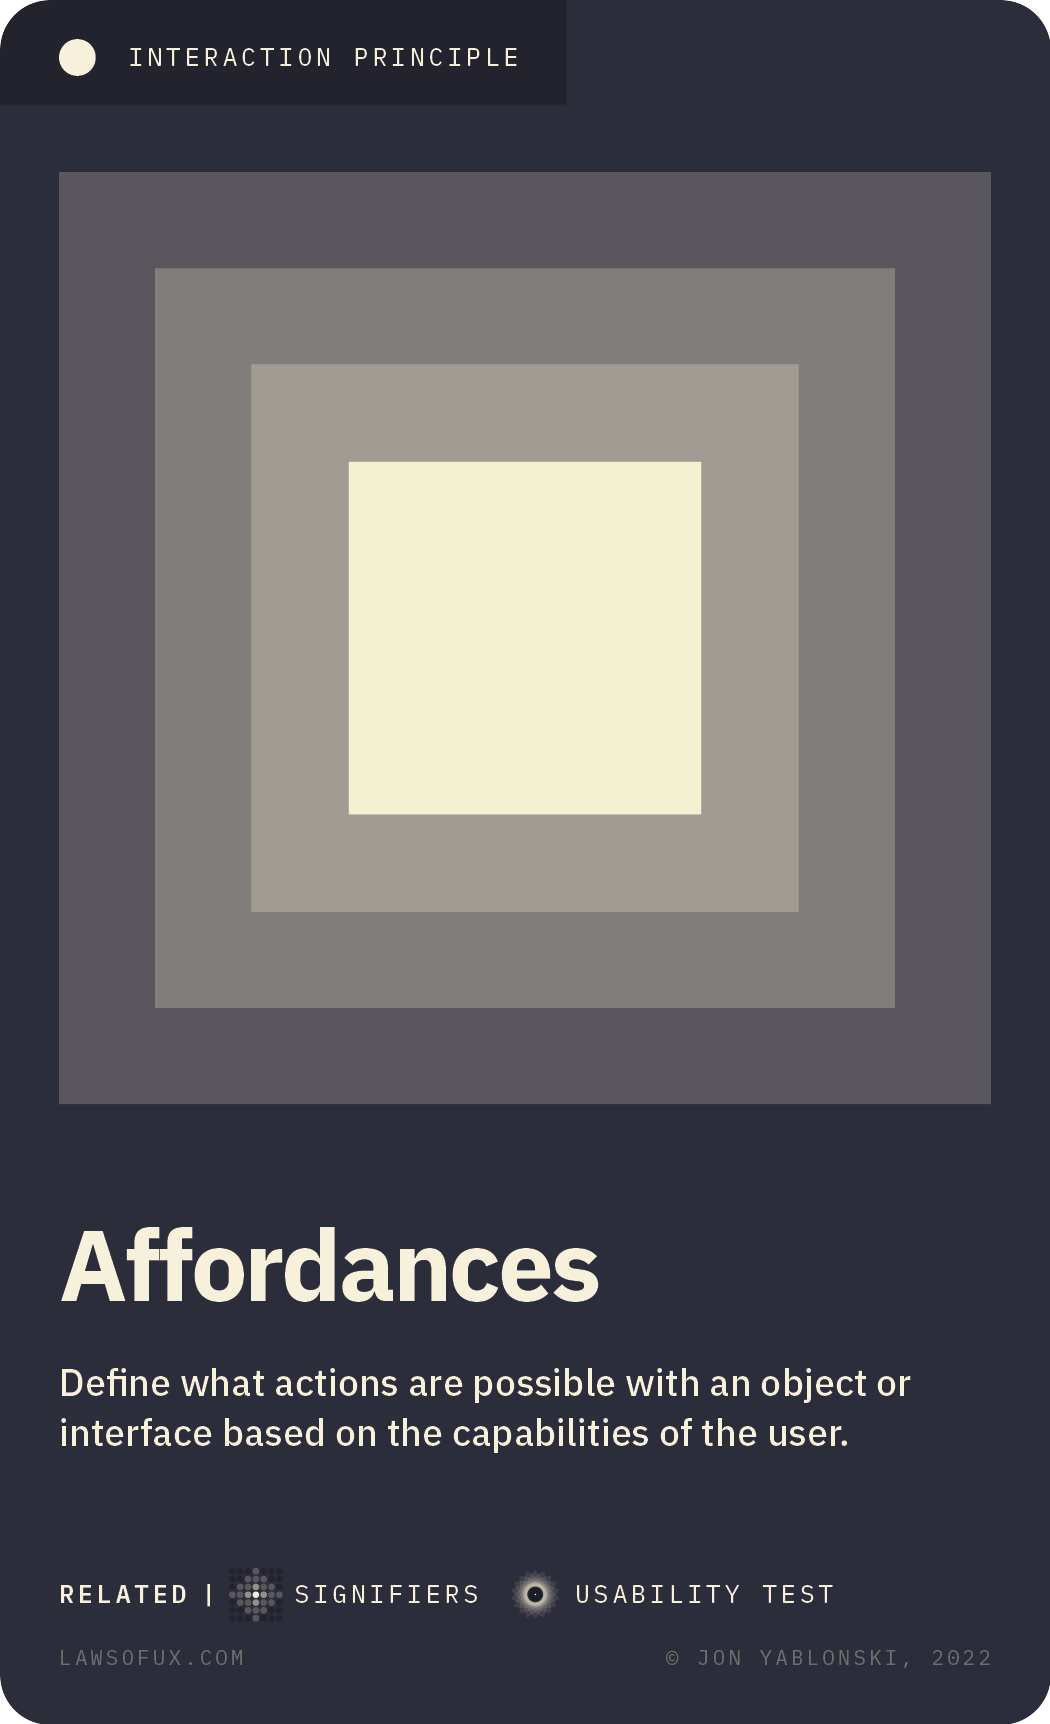 INTERACTION PRINCIPLE
Affordances
Define what actions are possible with an object or
interface based on the capabilities of the user.
RELATED | SIGNIFIERS USABILITY TEST
LAWSOFUX.COM © JON YABLONSKI, 2022